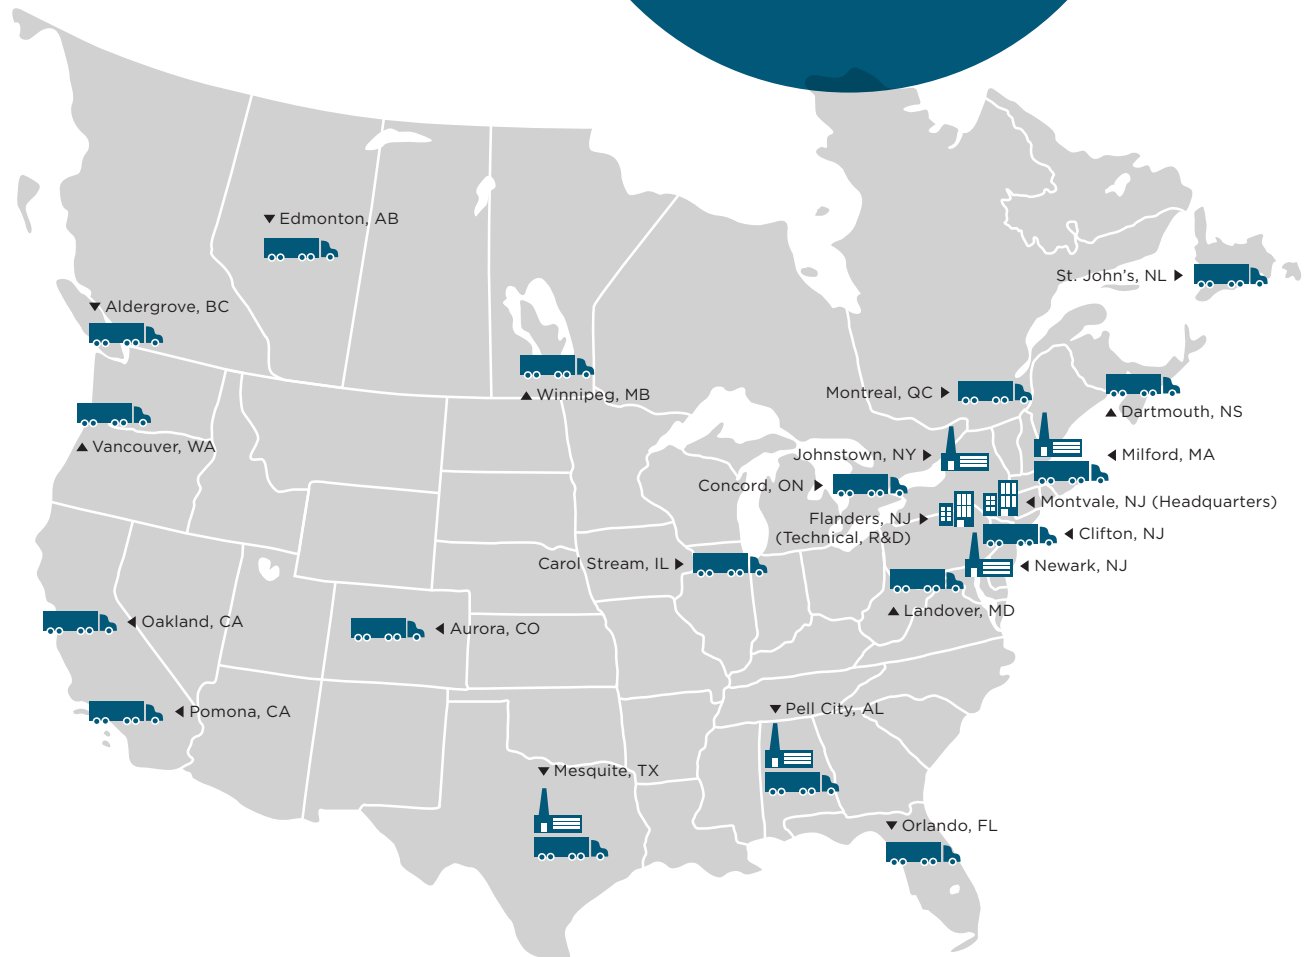 ▼ Edmonton, AB
St. John’s, NL ▶
▼ Aldergrove, BC
Montreal, QC ▶
▲ Winnipeg, MB
▲ Dartmouth, NS
▲ Vancouver, WA
Johnstown, NY ▶
◀ Milford, MA
Concord, ON ▶
◀ Montvale, NJ (Headquarters)
Flanders, NJ ▶
(Technical, R&D)
◀ Clifton, NJ
Carol Stream, IL ▶
◀ Newark, NJ
▲ Landover, MD
◀ Oakland, CA
◀ Aurora, CO
▼ Pell City, AL
◀ Pomona, CA
▼ Mesquite, TX
▼ Orlando, FL